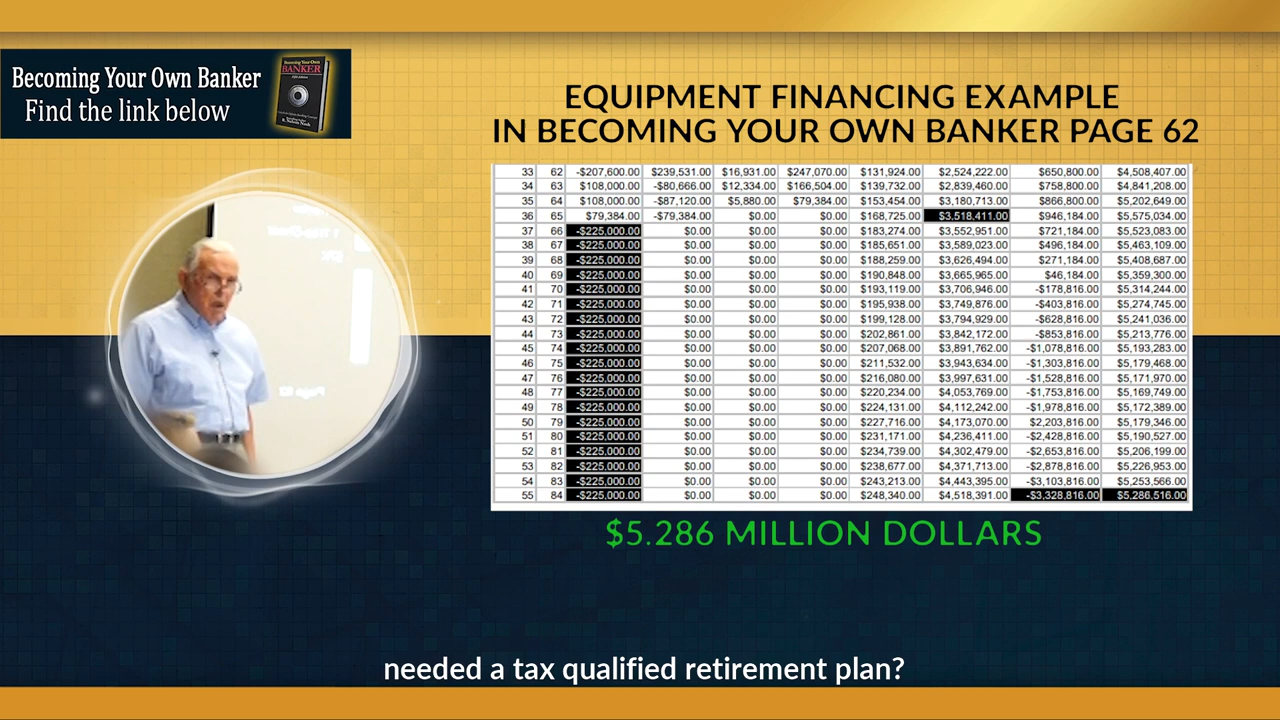 Becoming Your Own Banker
Find the link below
EQUIPMENT FINANCING EXAMPLE
IN BECOMING YOUR OWN BANKER PAGE 62
33 62 -$207,600.00 $239,531.00 $16,931.00 $247,070.00 $131,924.00 $2,524,222.00 $650,800.00 $4,508,407.00
34 63 $108,000.00 -$80,666.00 $12,334.00 $166,504.00 $139,732.00 $2,839,460.00 $758,800.00 $4,841,208.00
35 64 $108,000.00 -$87,120.00 $5,880.00 $79,384.00 $153,454.00 $3,180,713.00 $866,800.00 $5,202,649.00
36 65 $79,384.00 -$79,384.00 $0.00 $0.00 $168,725.00 $3,518,411.00 $946,184.00 $5,575,034.00
37 66 -$225,000.00 $0.00 $0.00 $0.00 $183,274.00 $3,552,951.00 $721,184.00 $5,523,083.00
38 67 -$225,000.00 $0.00 $0.00 $0.00 $185,657.00 $3,589,023.00 $496,184.00 $5,463,109.00
39 68 -$225,000.00 $0.00 $0.00 $0.00 $188,259.00 $3,626,494.00 $271,184.00 $5,408,687.00
40 69 -$225,000.00 $0.00 $0.00 $0.00 $190,848.00 $3,665,965.00 $46,184.00 $5,359,300.00
41 70 -$225,000.00 $0.00 $0.00 $0.00 $193,119.00 $3,706,946.00 -$178,816.00 $5,314,244.00
42 71 -$225,000.00 $0.00 $0.00 $0.00 $195,938.00 $3,749,876.00 -$403,816.00 $5,274,745.00
43 72 -$225,000.00 $0.00 $0.00 $0.00 $199,128.00 $3,794,929.00 -$628,816.00 $5,241,036.00
44 73 -$225,000.00 $0.00 $0.00 $0.00 $202,861.00 $3,842,172.00 -$853,816.00 $5,213,776.00
45 74 -$225,000.00 $0.00 $0.00 $0.00 $207,068.00 $3,891,762.00 -$1,078,816.00 $5,193,283.00
46 75 -$225,000.00 $0.00 $0.00 $0.00 $211,532.00 $3,943,634.00 -$1,303,816.00 $5,179,468.00
47 76 -$225,000.00 $0.00 $0.00 $0.00 $216,080.00 $3,997,631.00 -$1,528,816.00 $5,171,970.00
48 77 -$225,000.00 $0.00 $0.00 $0.00 $220,234.00 $4,053,769.00 -$1,753,816.00 $5,169,749.00
49 78 -$225,000.00 $0.00 $0.00 $0.00 $224,131.00 $4,112,242.00 -$1,978,816.00 $5,172,389.00
50 79 -$225,000.00 $0.00 $0.00 $0.00 $227,716.00 $4,173,070.00 $2,203,816.00 $5,179,346.00
51 80 -$225,000.00 $0.00 $0.00 $0.00 $231,171.00 $4,236,411.00 -$2,428,816.00 $5,190,527.00
52 81 -$225,000.00 $0.00 $0.00 $0.00 $234,739.00 $4,302,479.00 -$2,653,816.00 $5,206,199.00
53 82 -$225,000.00 $0.00 $0.00 $0.00 $238,677.00 $4,371,713.00 -$2,878,816.00 $5,226,953.00
54 83 -$225,000.00 $0.00 $0.00 $0.00 $243,213.00 $4,443,395.00 -$3,103,816.00 $5,253,566.00
55 84 -$225,000.00 $0.00 $0.00 $0.00 $248,340.00 $4,518,391.00 -$3,328,816.00 $5,286,516.00
$5.286 MILLION DOLLARS
needed a tax qualified retirement plan?